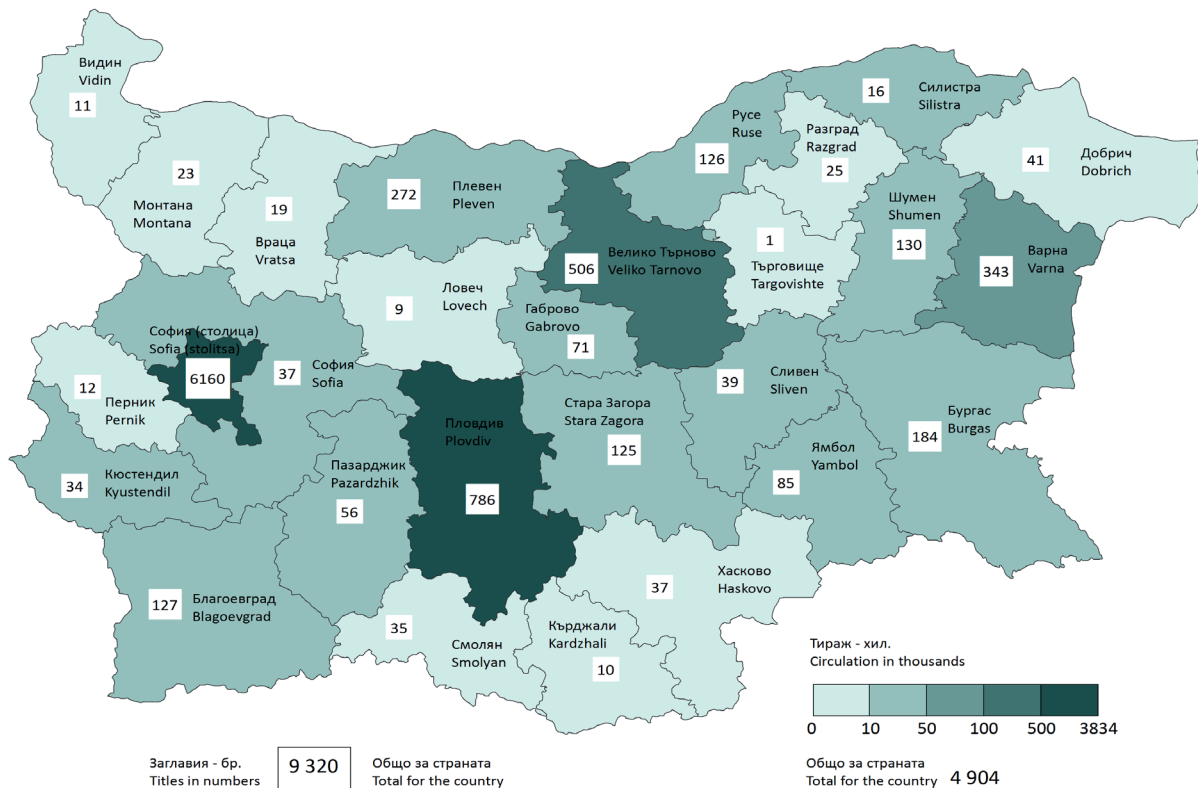 Видин
Vidin
11
Монтана
Montana
23
Враца
Vratsa
19
Плевен
Pleven
272
Ловеч
Lovech
9
Велико Търново
Veliko Tarnovo
506
Габрово
Gabrovo
71
Русе
Ruse
126
Разград
Razgrad
25
Силистра
Silistra
16
Добрич
Dobrich
41
Шумен
Shumen
130
Търговище
Targovishte
1
Варна
Varna
343
София (столица)
Sofia (stolitsa)
6160
София
Sofia
37
Перник
Pernik
12
Кюстендил
Kyustendil
34
Благоевград
Blagoevgrad
127
Пазарджик
Pazardzhik
56
Пловдив
Plovdiv
786
Стара Загора
Stara Zagora
125
Сливен
Sliven
39
Ямбол
Yambol
85
Бургас
Burgas
184
Смолян
Smolyan
35
Кърджали
Kardzhali
10
Хасково
Haskovo
37
Тираж - хил.
Circulation in thousands
0 10 50 100 500 3834
Заглавия - бр.
Titles in numbers
9 320
Общо за страната
Total for the country
Общо за страната
Total for the country 4 904